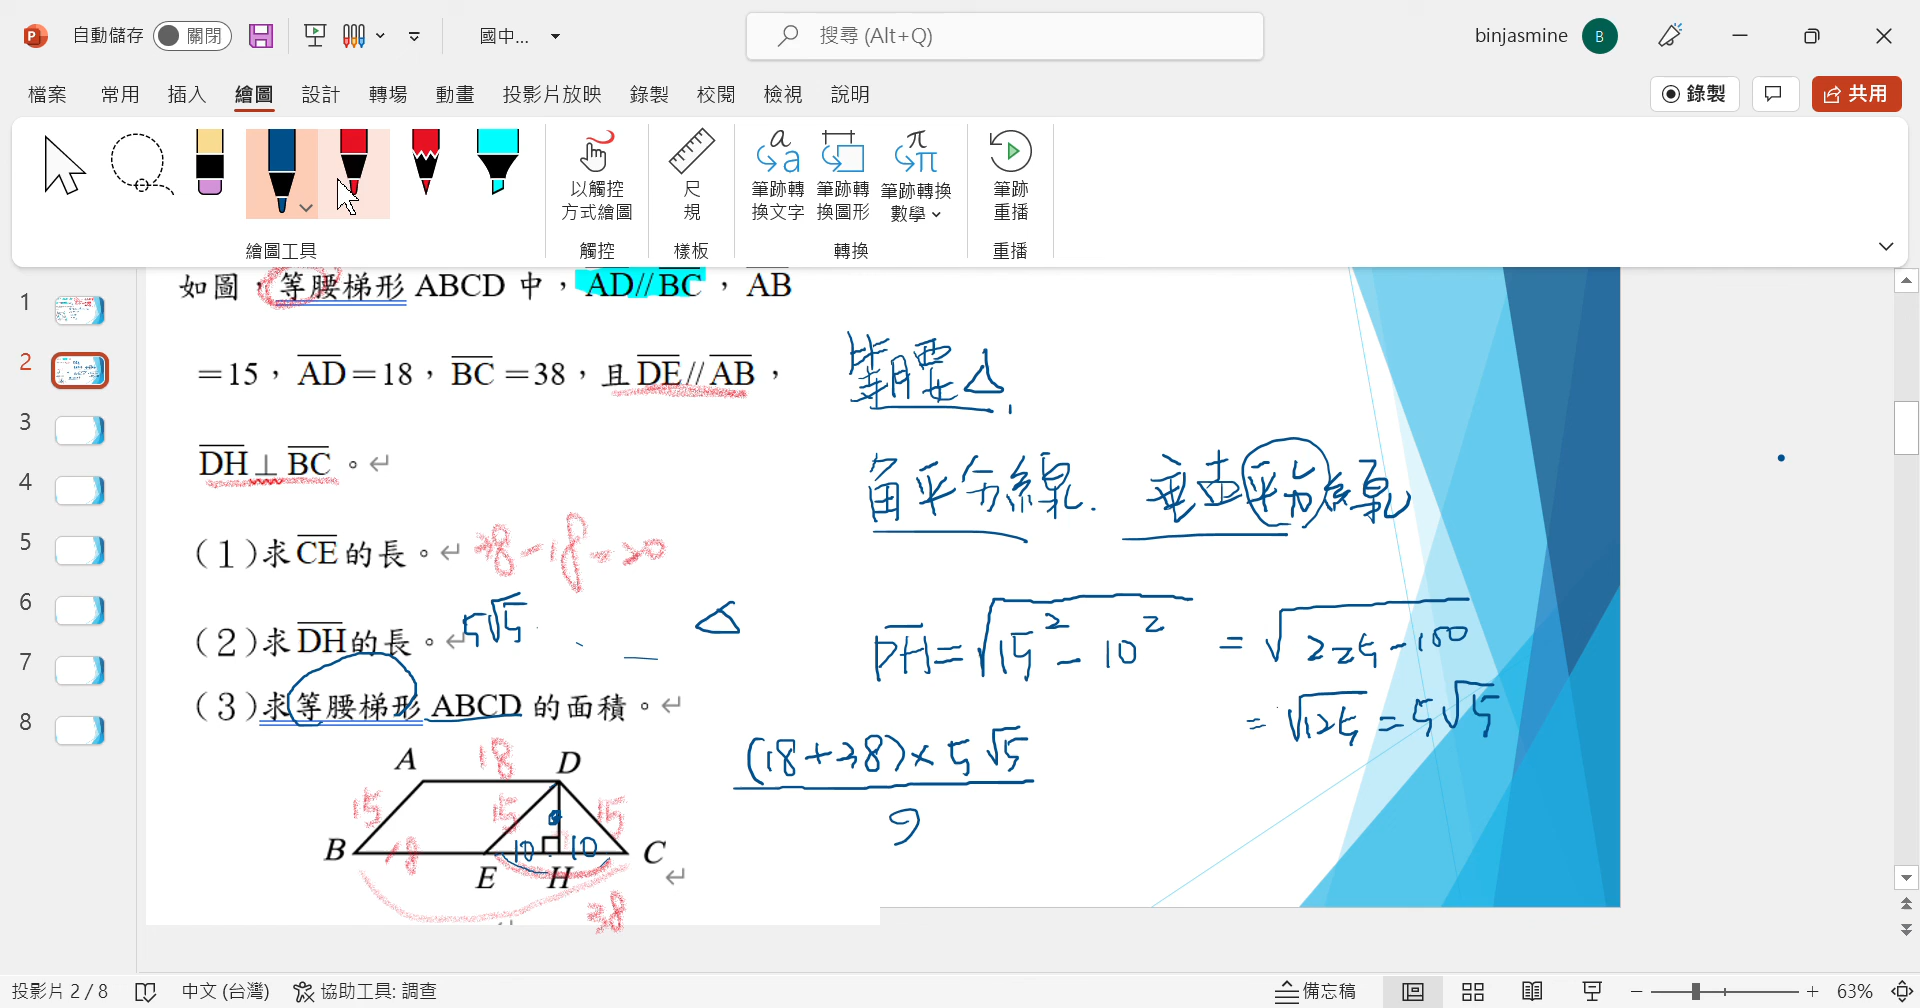 自動儲存 關閉 國中... 搜尋 (Alt+Q) binjasmine B
檔案 常用 插入 繪圖 設計 轉場 動畫 投影片放映 錄製 校閱 檢視 說明 錄製 共用
以觸控
方式繪圖
尺
規
筆跡轉
換文字
筆跡轉
換圖形
筆跡轉換
數學
筆跡
重播
繪圖工具 觸控 樣板 轉換 重播
1
2
3
4
5
6
7
8
如圖，等腰梯形 ABCD 中，AD//BC，AB
＝15，AD＝18，BC＝38，且DE//AB，
DH⊥BC。↵
(1)求CE的長。↵ 38-18=20
(2)求DH的長。↵ 5√5
(3)求等腰梯形 ABCD 的面積。↵
等腰△
角平分線. 垂直平分線
DH=√15²-10² =√225-100
=√125=5√5
(18+38)×5√5
2
A 18 D
15 15 15
B 18 10 10 C ↵
E H
38
投影片 2 / 8 中文 (台灣) 協助工具: 調查 備忘稿 63%